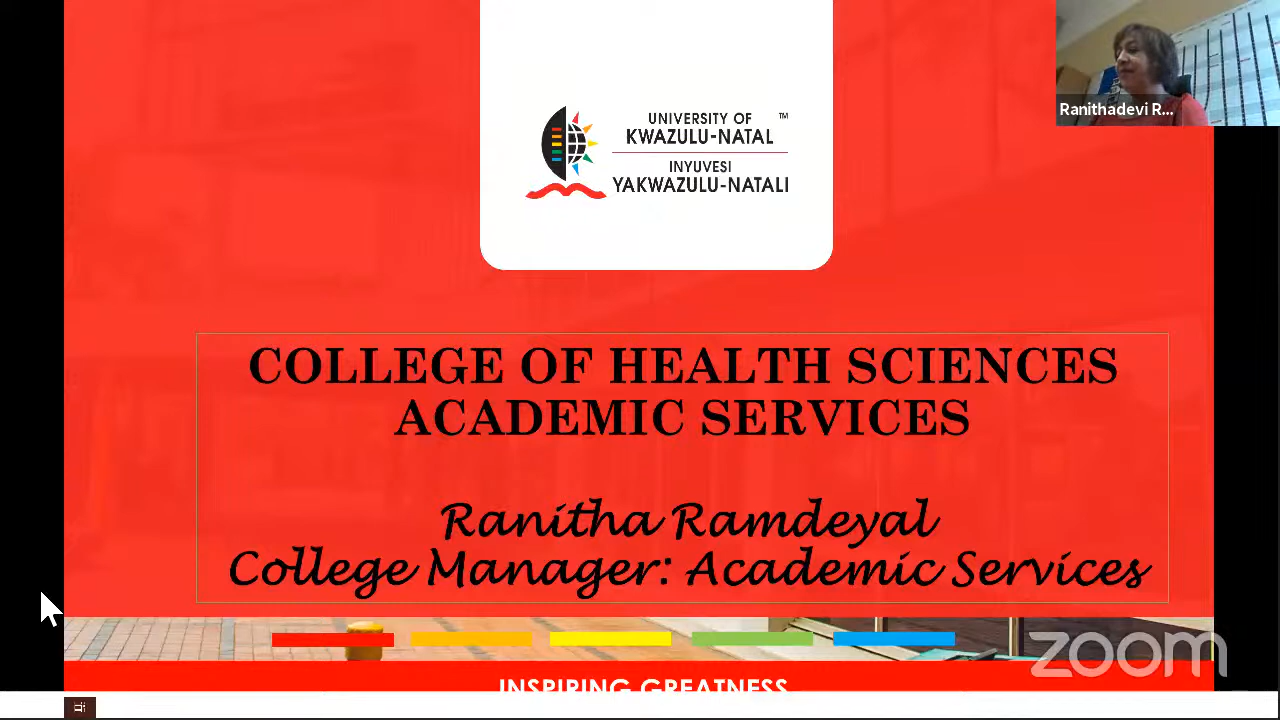 UNIVERSITY OF ™
KWAZULU-NATAL
INYUVESI
YAKWAZULU-NATALI
Ranithadevi R...
COLLEGE OF HEALTH SCIENCES
ACADEMIC SERVICES
Ranitha Ramdeyal
College Manager: Academic Services
zoom
INSPIRING GREATNESS